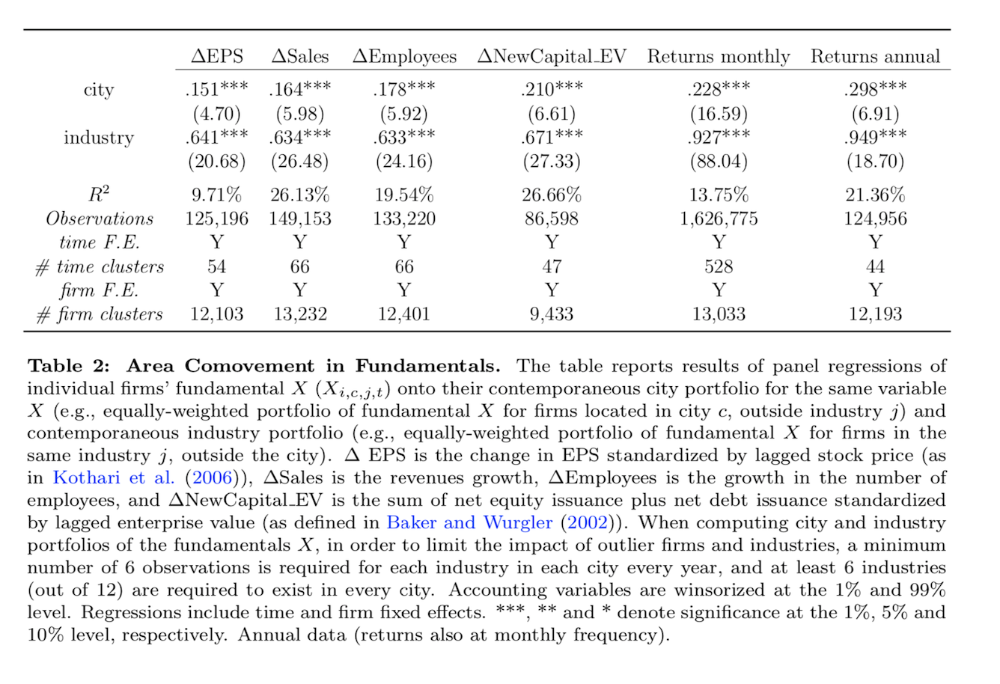 ΔEPS ΔSales ΔEmployees ΔNewCapital_EV Returns monthly Returns annual
city .151*** .164*** .178*** .210*** .228*** .298***
(4.70) (5.98) (5.92) (6.61) (16.59) (6.91)
industry .641*** .634*** .633*** .671*** .927*** .949***
(20.68) (26.48) (24.16) (27.33) (88.04) (18.70)
R² 9.71% 26.13% 19.54% 26.66% 13.75% 21.36%
Observations 125,196 149,153 133,220 86,598 1,626,775 124,956
time F.E. Y Y Y Y Y Y
# time clusters 54 66 66 47 528 44
firm F.E. Y Y Y Y Y Y
# firm clusters 12,103 13,232 12,401 9,433 13,033 12,193
Table 2: Area Comovement in Fundamentals. The table reports results of panel regressions of
individual firms' fundamental X (X_{i,c,j,t}) onto their contemporaneous city portfolio for the same variable
X (e.g., equally-weighted portfolio of fundamental X for firms located in city c, outside industry j) and
contemporaneous industry portfolio (e.g., equally-weighted portfolio of fundamental X for firms in the
same industry j, outside the city). Δ EPS is the change in EPS standardized by lagged stock price (as
in Kothari et al. (2006)), ΔSales is the revenues growth, ΔEmployees is the growth in the number of
employees, and ΔNewCapital_EV is the sum of net equity issuance plus net debt issuance standardized
by lagged enterprise value (as defined in Baker and Wurgler (2002)). When computing city and industry
portfolios of the fundamentals X, in order to limit the impact of outlier firms and industries, a minimum
number of 6 observations is required for each industry in each city every year, and at least 6 industries
(out of 12) are required to exist in every city. Accounting variables are winsorized at the 1% and 99%
level. Regressions include time and firm fixed effects. ***, ** and * denote significance at the 1%, 5% and
10% level, respectively. Annual data (returns also at monthly frequency).